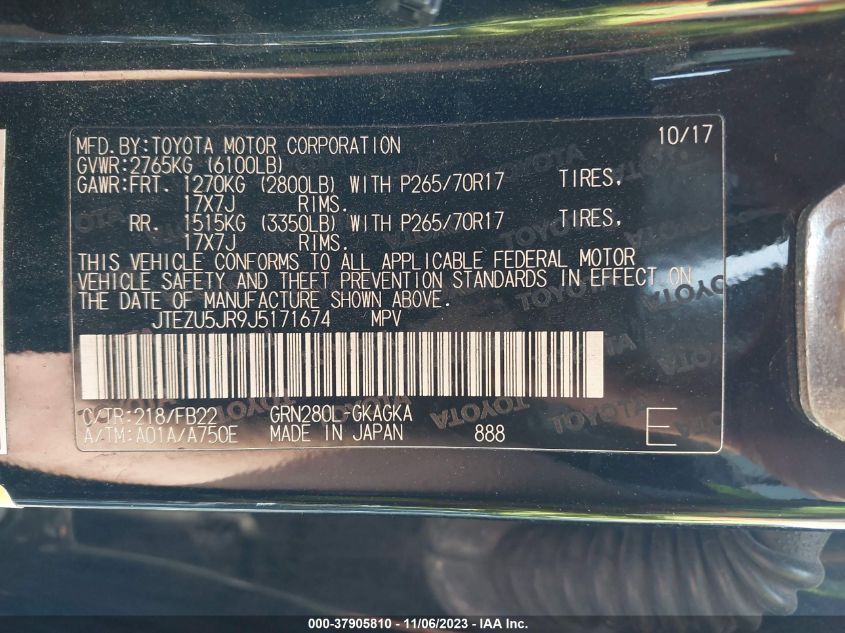 MFD.BY:TOYOTA MOTOR CORPORATION 10/17
GVWR:2765KG (6100LB)
GAWR:FRT. 1270KG (2800LB) WITH P265/70R17 TIRES,
17X7J RIMS.
RR. 1515KG (3350LB) WITH P265/70R17 TIRES,
17X7J RIMS.
THIS VEHICLE CONFORMS TO ALL APPLICABLE FEDERAL MOTOR
VEHICLE SAFETY AND THEFT PREVENTION STANDARDS IN EFFECT ON
THE DATE OF MANUFACTURE SHOWN ABOVE.
JTEZU5JR9J5171674 MPV
C/TR:218/FB22 GRN280L-GKAGKA
A/TM:A01A/A750E MADE IN JAPAN 888 E
000-37905810 - 11/06/2023 - IAA Inc.